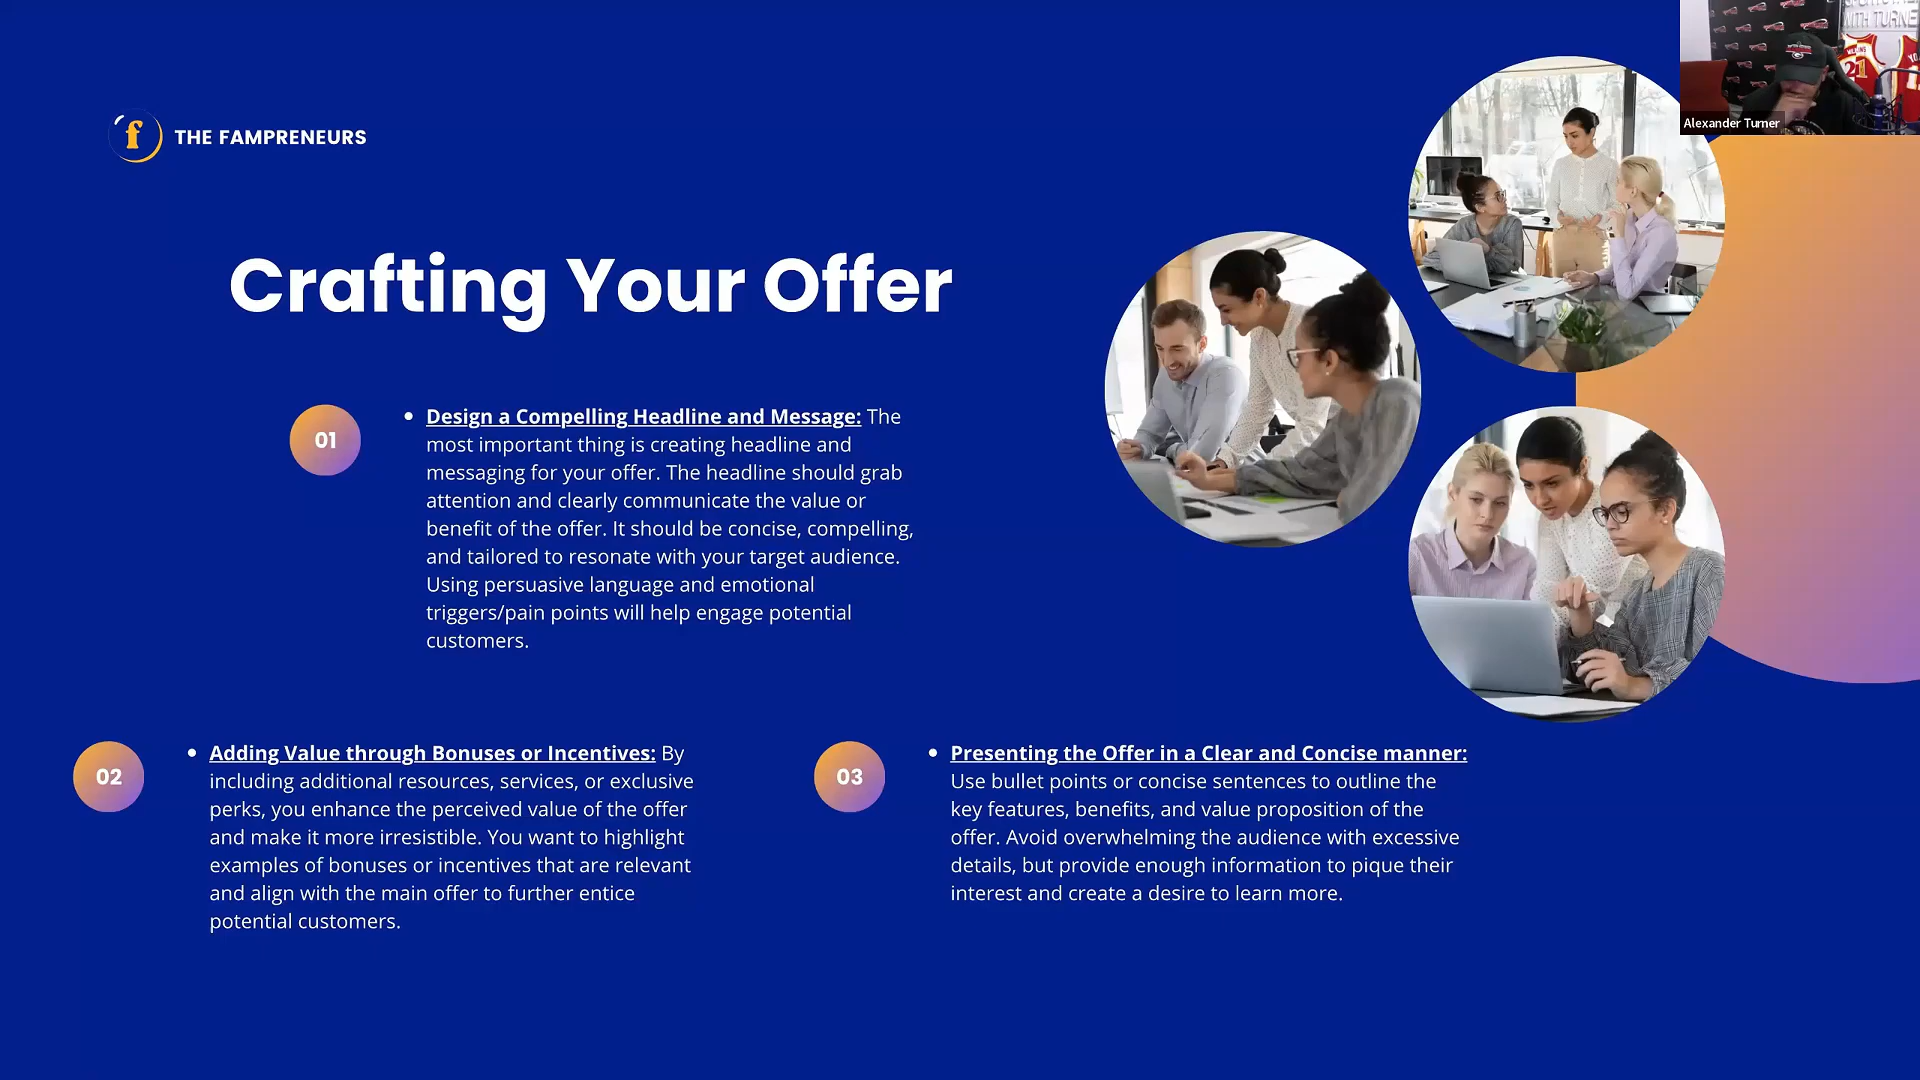 WITH TURNE
21
Alexander Turner
f
THE FAMPRENEURS
Crafting Your Offer
01
• Design a Compelling Headline and Message: The
most important thing is creating headline and
messaging for your offer. The headline should grab
attention and clearly communicate the value or
benefit of the offer. It should be concise, compelling,
and tailored to resonate with your target audience.
Using persuasive language and emotional
triggers/pain points will help engage potential
customers.
02
• Adding Value through Bonuses or Incentives: By
including additional resources, services, or exclusive
perks, you enhance the perceived value of the offer
and make it more irresistible. You want to highlight
examples of bonuses or incentives that are relevant
and align with the main offer to further entice
potential customers.
03
• Presenting the Offer in a Clear and Concise manner:
Use bullet points or concise sentences to outline the
key features, benefits, and value proposition of the
offer. Avoid overwhelming the audience with excessive
details, but provide enough information to pique their
interest and create a desire to learn more.